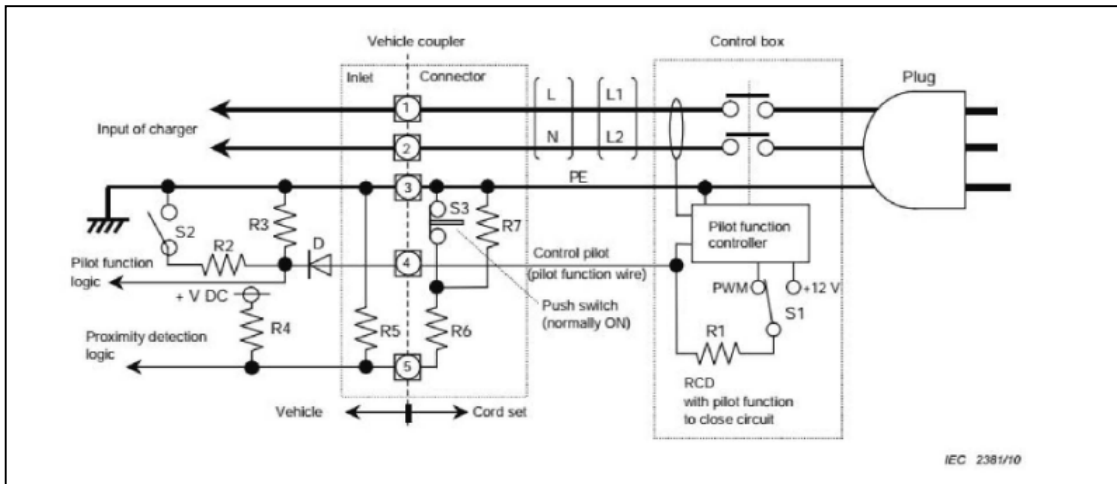 Vehicle coupler
Control box
Inlet
Connector
Plug
1
L
L1
Input of charger
2
N
L2
3
PE
S3
S2
R3
R7
Pilot function
controller
R2
D
4
Control pilot
(pilot function wire)
Pilot function
logic
+ V DC
PWM
+12 V
Push switch
(normally ON)
S1
R4
R5
R6
R1
Proximity detection
logic
5
RCD
with pilot function
to close circuit
Vehicle
Cord set
IEC 2381/10